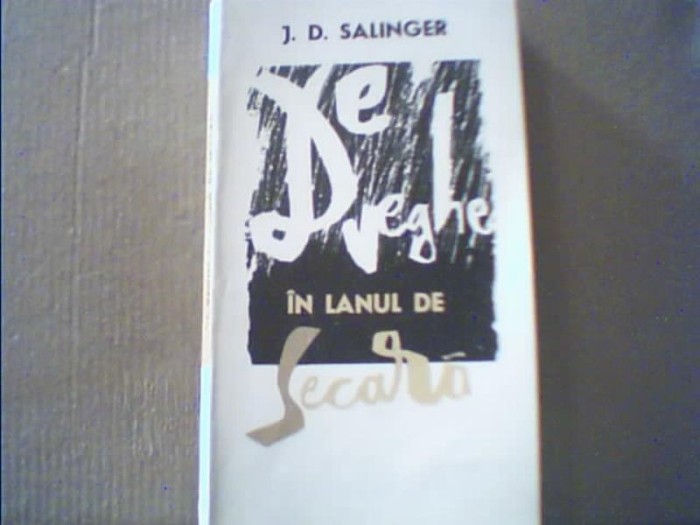 J. D. SALINGER
De
veghe
ÎN LANUL DE
Secară